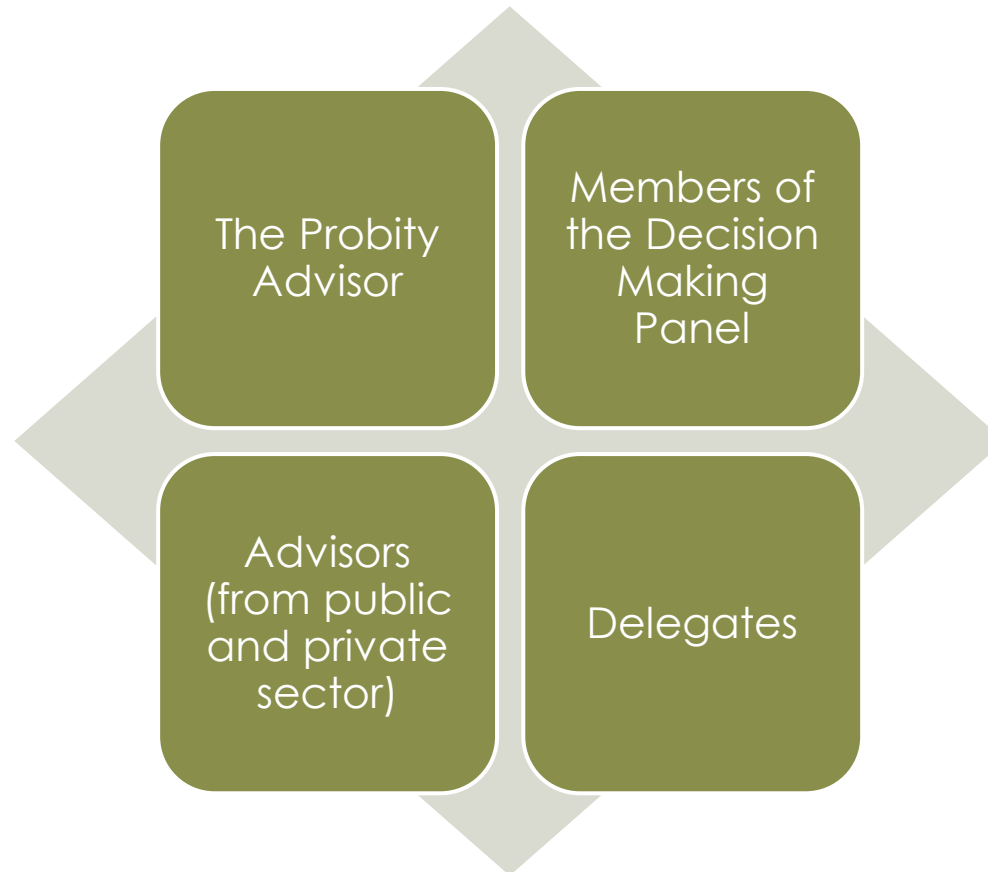 The Probity
Advisor
Members of
the Decision
Making
Panel
Advisors
(from public
and private
sector)
Delegates